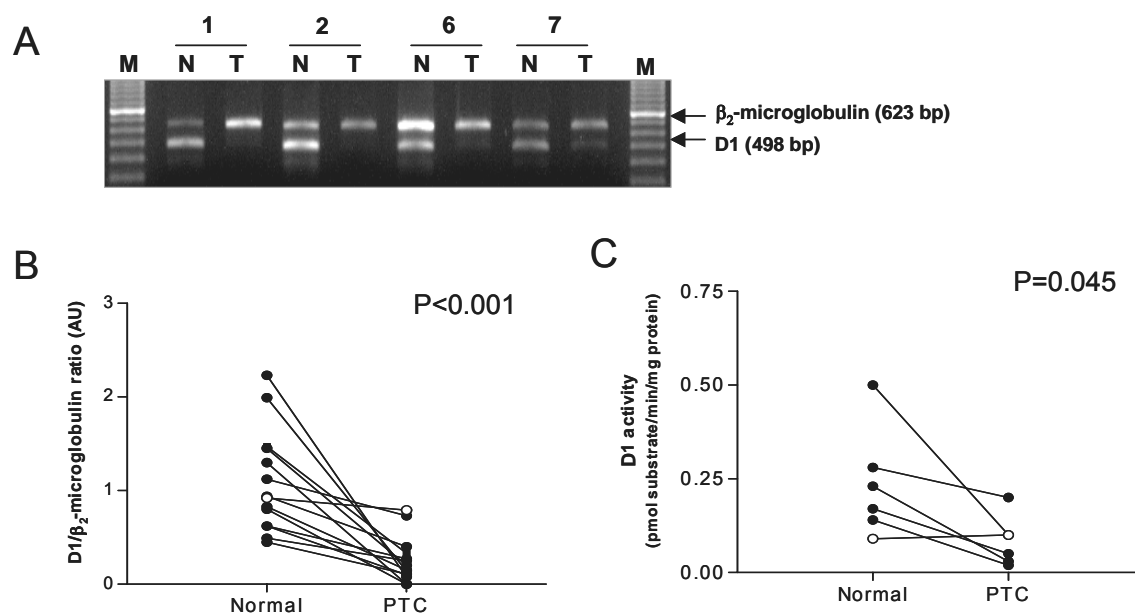 A
1 2 6 7
M N T N T N T N T M
β₂-microglobulin (623 bp)
D1 (498 bp)
B
P<0.001
D1/β₂-microglobulin ratio (AU)
3
2
1
0
Normal PTC
C
P=0.045
D1 activity
(pmol substrate/min/mg protein)
0.75
0.50
0.25
0.00
Normal PTC